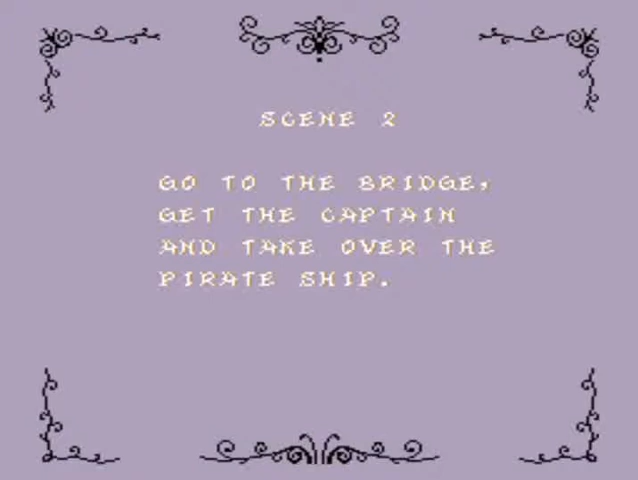 SCENE 2
GO TO THE BRIDGE,
GET THE CAPTAIN
AND TAKE OVER THE
PIRATE SHIP.